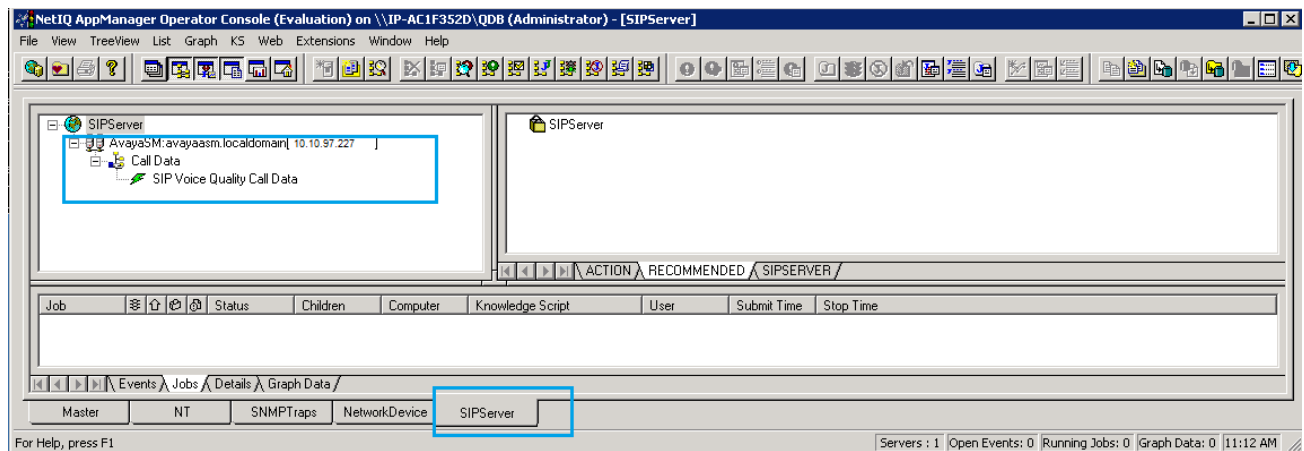 NetIQ AppManager Operator Console (Evaluation) on \\IP-AC1F352D\QDB (Administrator) - [SIPServer]
File View TreeView List Graph KS Web Extensions Window Help
SIPServer
AvayaSM:avayaasm.localdomain[ 10.10.97.227 ]
Call Data
SIP Voice Quality Call Data
SIPServer
ACTION RECOMMENDED SIPSERVER
Job Status Children Computer Knowledge Script User Submit Time Stop Time
Events Jobs Details Graph Data
Master NT SNMPTraps NetworkDevice SIPServer
For Help, press F1 Servers : 1 Open Events: 0 Running Jobs: 0 Graph Data: 0 11:12 AM